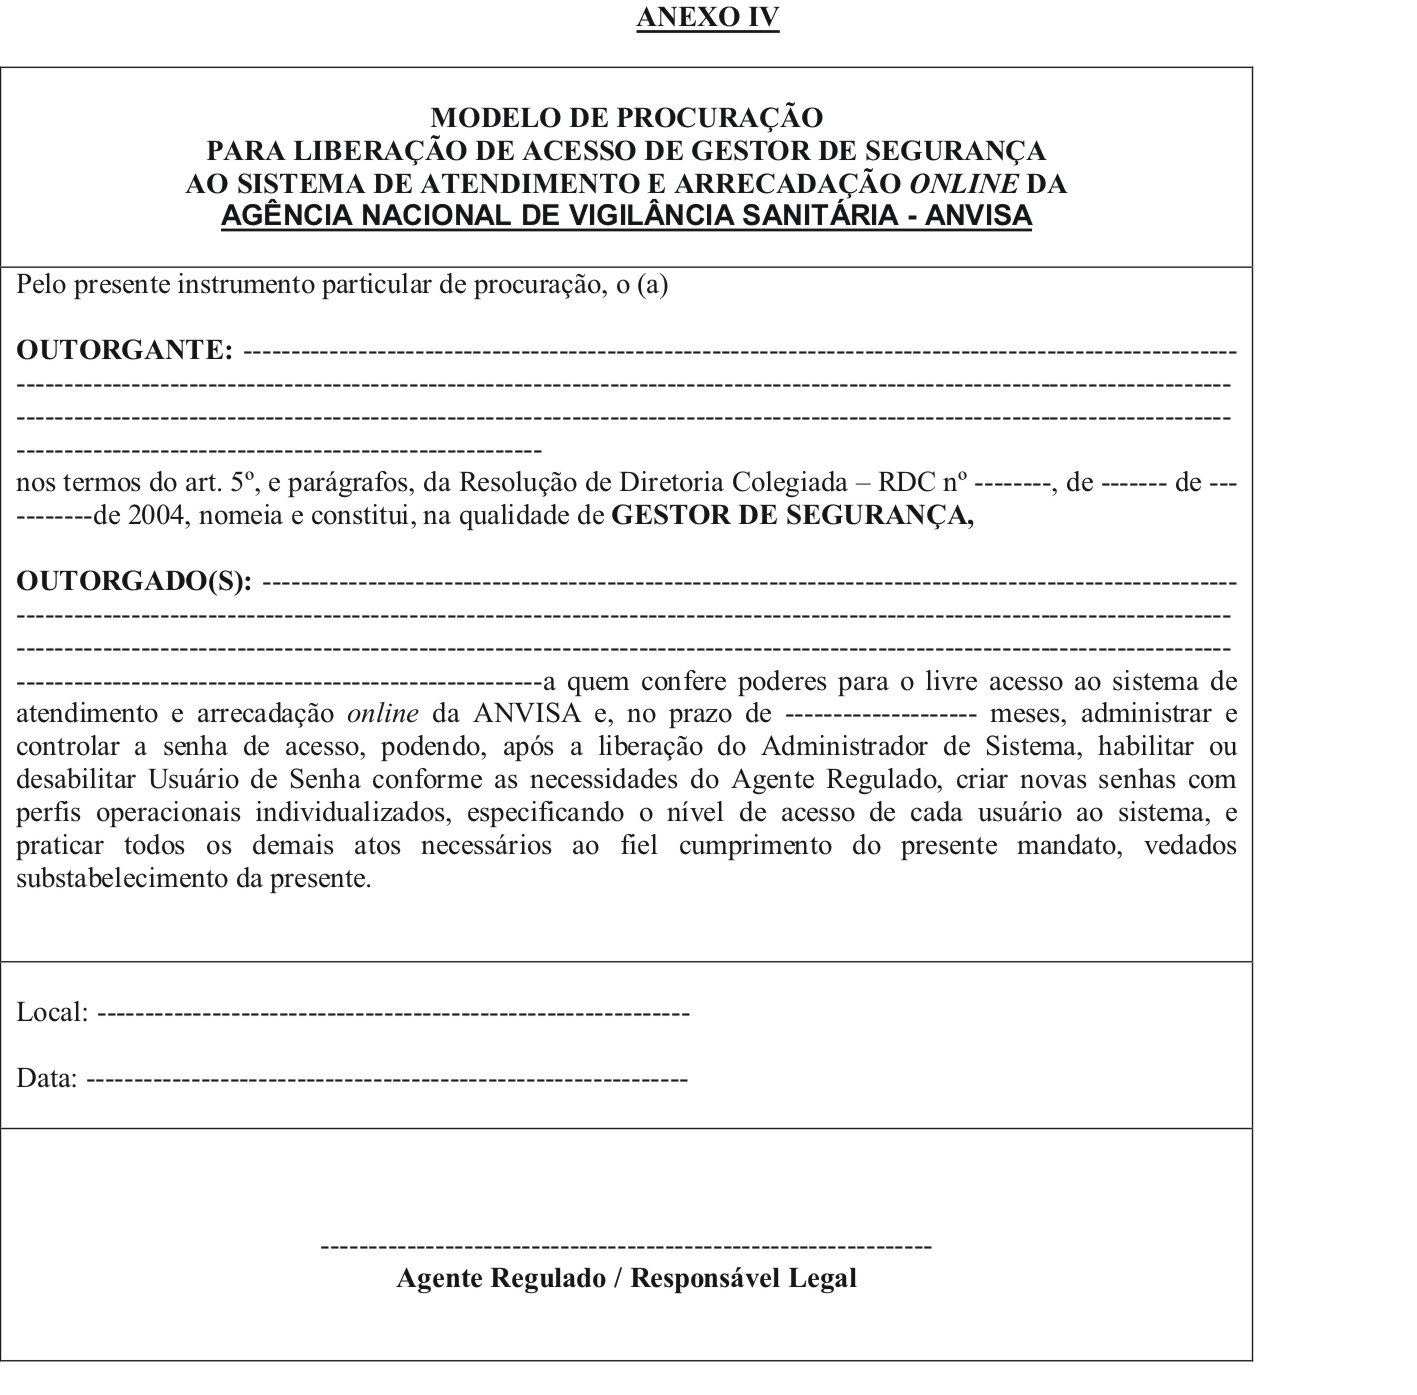 ANEXO IV
MODELO DE PROCURAÇÃO
PARA LIBERAÇÃO DE ACESSO DE GESTOR DE SEGURANÇA
AO SISTEMA DE ATENDIMENTO E ARRECADAÇÃO ONLINE DA
AGÊNCIA NACIONAL DE VIGILÂNCIA SANITÁRIA - ANVISA
Pelo presente instrumento particular de procuração, o (a)
OUTORGANTE: --------------------------------------------------------------------------------------------------------
-------------------------------------------------------------------------------------------------------------------------------
-------------------------------------------------------------------------------------------------------------------------------
-------------------------------------------------------
nos termos do art. 5º, e parágrafos, da Resolução de Diretoria Colegiada – RDC nº --------, de ------- de ---
--------de 2004, nomeia e constitui, na qualidade de GESTOR DE SEGURANÇA,
OUTORGADO(S): ------------------------------------------------------------------------------------------------------
-------------------------------------------------------------------------------------------------------------------------------
-------------------------------------------------------------------------------------------------------------------------------
-------------------------------------------------------a quem confere poderes para o livre acesso ao sistema de
atendimento e arrecadação online da ANVISA e, no prazo de -------------------- meses, administrar e
controlar a senha de acesso, podendo, após a liberação do Administrador de Sistema, habilitar ou
desabilitar Usuário de Senha conforme as necessidades do Agente Regulado, criar novas senhas com
perfis operacionais individualizados, especificando o nível de acesso de cada usuário ao sistema, e
praticar todos os demais atos necessários ao fiel cumprimento do presente mandato, vedados
substabelecimento da presente.
Local: --------------------------------------------------------------
Data: ---------------------------------------------------------------
----------------------------------------------------------------
Agente Regulado / Responsável Legal